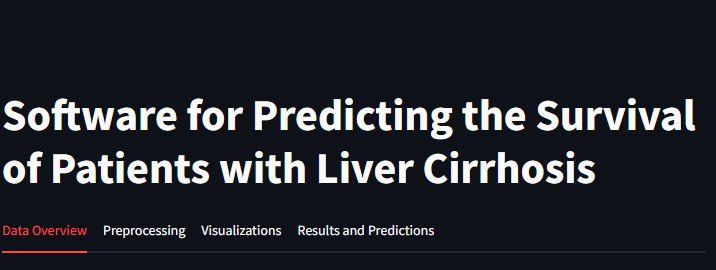 Software for Predicting the Survival
of Patients with Liver Cirrhosis
Data Overview Preprocessing Visualizations Results and Predictions